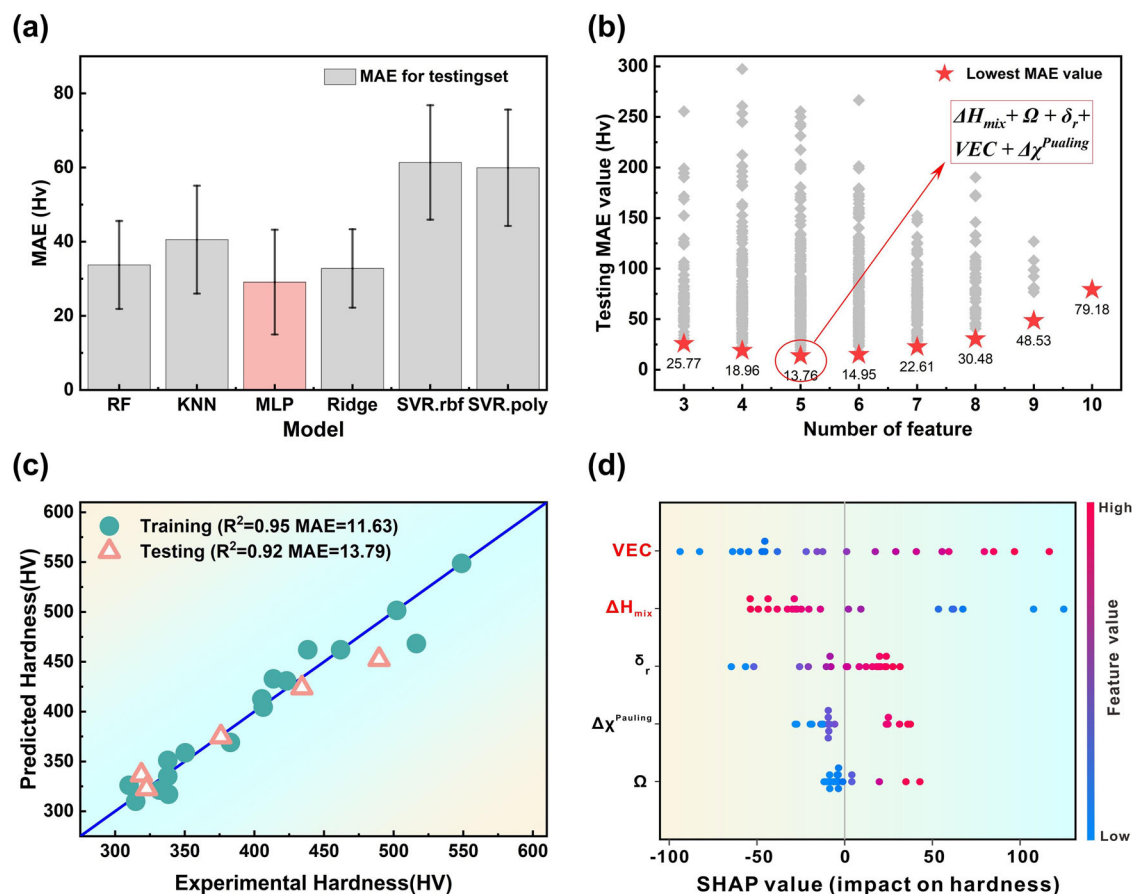 (a)
MAE for testingset
80
60
40
20
0
MAE (Hv)
RF KNN MLP Ridge SVR.rbf SVR.poly
Model
(b)
Lowest MAE value
ΔH_mix + Ω + δ_r +
VEC + Δχ^Pualing
300
250
200
150
100
50
0
Testing MAE value (Hv)
25.77 18.96 13.76 14.95 22.61 30.48 48.53 79.18
3 4 5 6 7 8 9 10
Number of feature
(c)
Training (R²=0.95 MAE=11.63)
Testing (R²=0.92 MAE=13.79)
600
550
500
450
400
350
300
Predicted Hardness(HV)
300 350 400 450 500 550 600
Experimental Hardness(HV)
(d)
VEC
ΔH_mix
δ_r
Δχ^Pauling
Ω
-100 -50 0 50 100
SHAP value (impact on hardness)
High
Feature value
Low